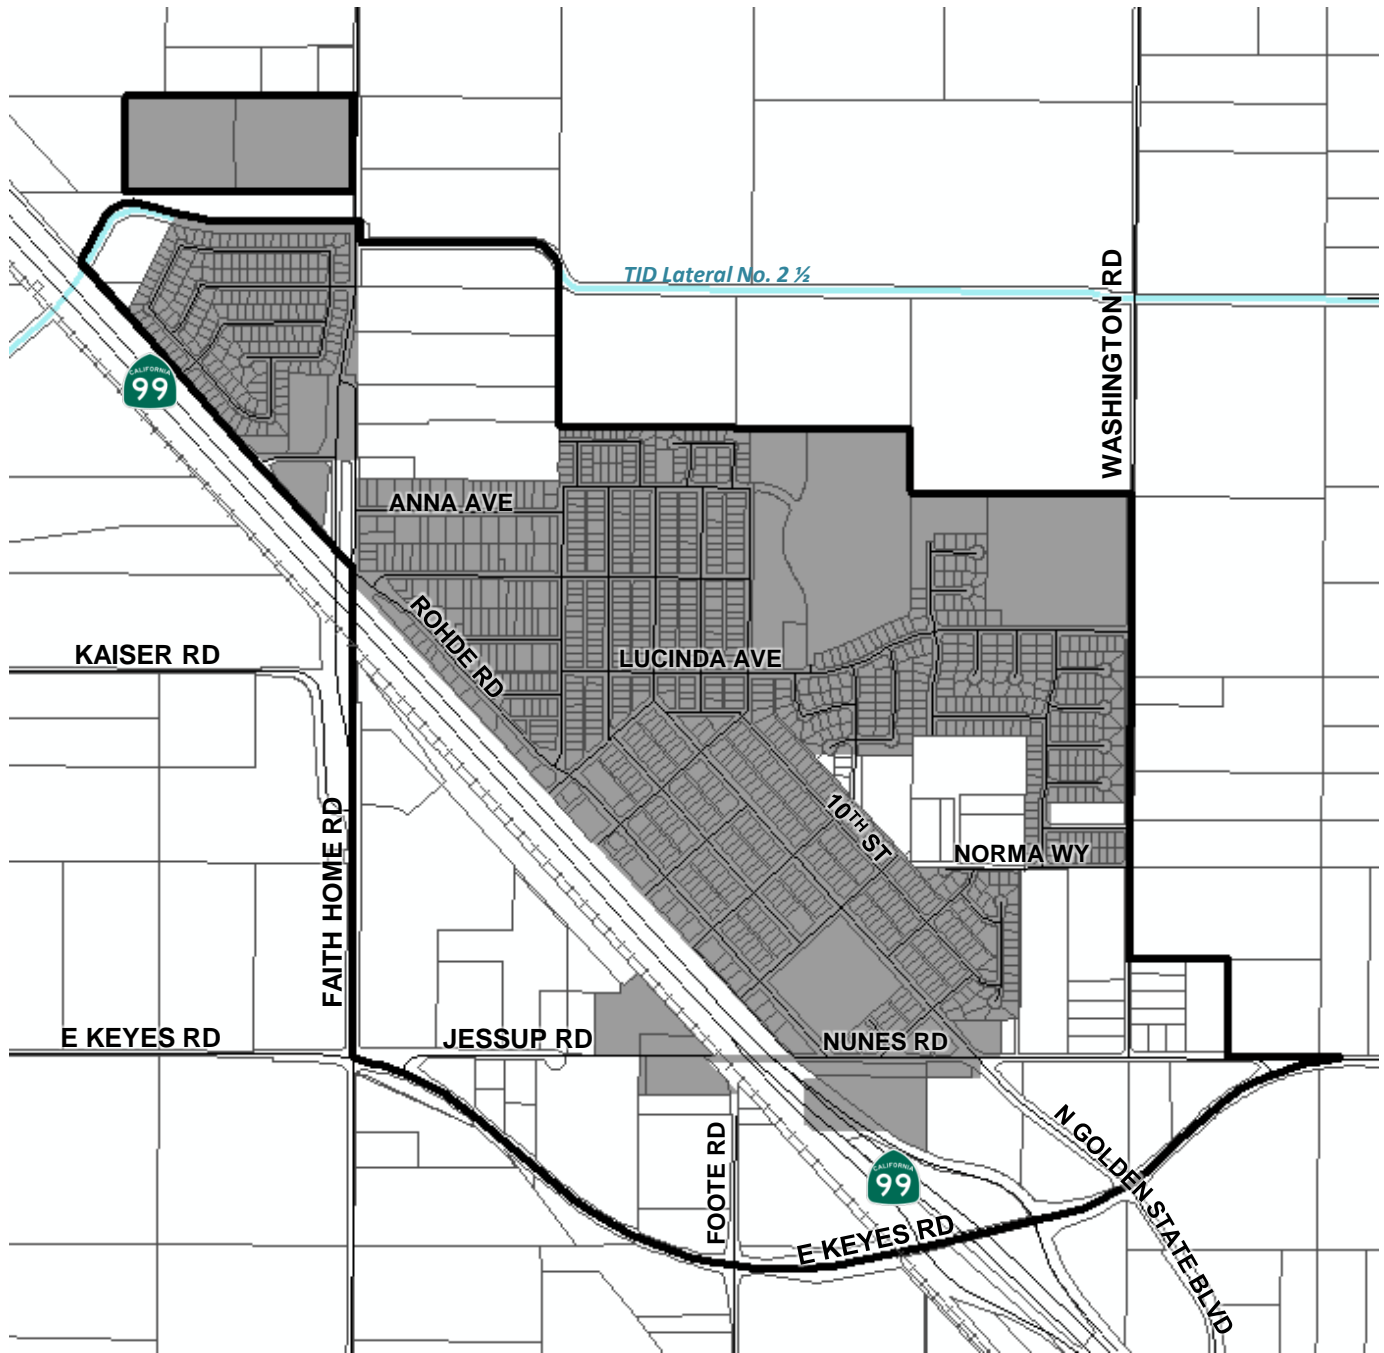 TID Lateral No. 2 ½
WASHINGTON RD
CALIFORNIA
99
ANNA AVE
ROHDE RD
KAISER RD
LUCINDA AVE
10TH ST
NORMA WY
FAITH HOME RD
E KEYES RD
JESSUP RD
NUNES RD
N GOLDEN STATE BLVD
FOOTE RD
CALIFORNIA
99
E KEYES RD